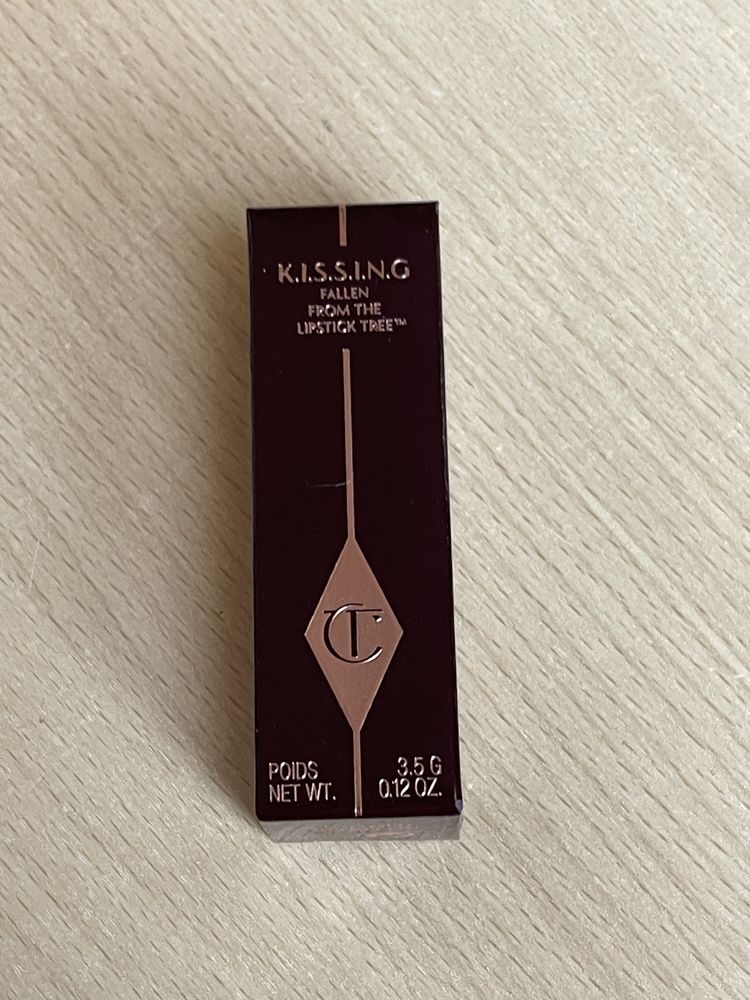 K.I.S.S.I.N.G
FALLEN
FROM THE
LIPSTICK TREE™
CT
POIDS 3.5 G
NET WT. 0.12 OZ.